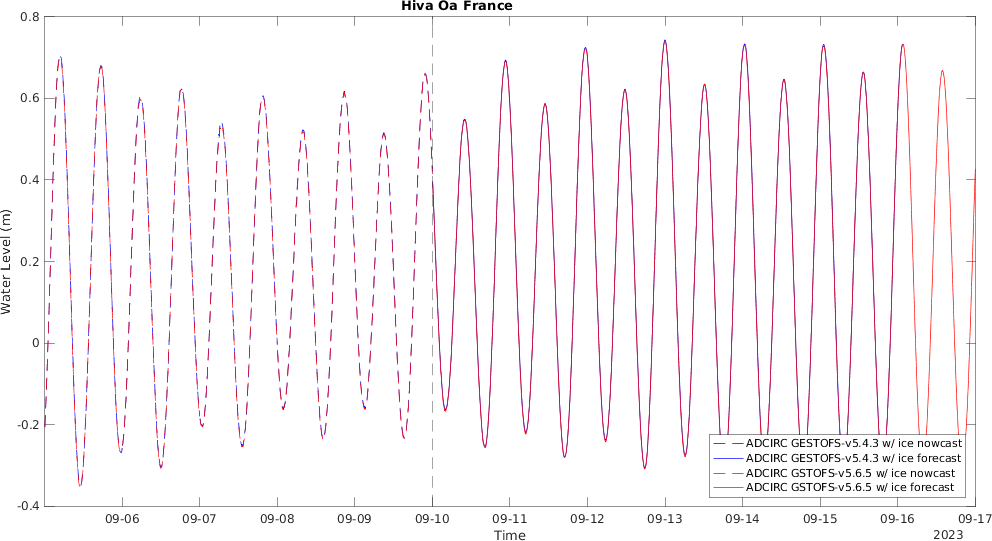 Hiva Oa France
Water Level (m)
0.8
0.6
0.4
0.2
0
-0.2
-0.4
ADCIRC GESTOFS-v5.4.3 w/ ice nowcast
ADCIRC GESTOFS-v5.4.3 w/ ice forecast
ADCIRC GSTOFS-v5.6.5 w/ ice nowcast
ADCIRC GSTOFS-v5.6.5 w/ ice forecast
09-06 09-07 09-08 09-09 09-10 09-11 09-12 09-13 09-14 09-15 09-16 09-17
Time
2023